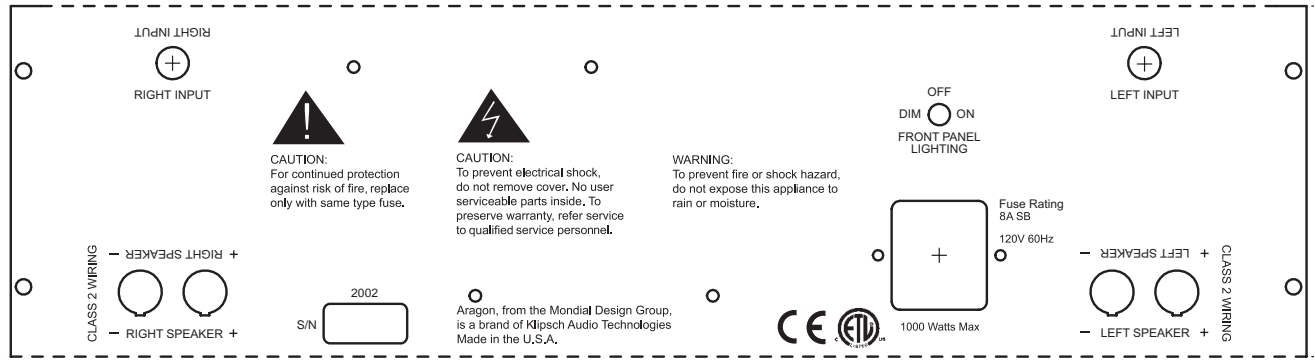 RIGHT INPUT
RIGHT INPUT
LEFT INPUT
LEFT INPUT
OFF
DIM ON
FRONT PANEL
LIGHTING
!
CAUTION:
For continued protection
against risk of fire, replace
only with same type fuse.
CAUTION:
To prevent electrical shock,
do not remove cover. No user
serviceable parts inside. To
preserve warranty, refer service
to qualified service personnel.
WARNING:
To prevent fire or shock hazard,
do not expose this appliance to
rain or moisture.
Fuse Rating
8A SB
120V 60Hz
1000 Watts Max
CLASS 2 WIRING
– RIGHT SPEAKER +
– RIGHT SPEAKER +
2002
S/N
Aragon, from the Mondial Design Group,
is a brand of Klipsch Audio Technologies
Made in the U.S.A.
CE
C ETL US
LISTED
– LEFT SPEAKER +
– LEFT SPEAKER +
CLASS 2 WIRING